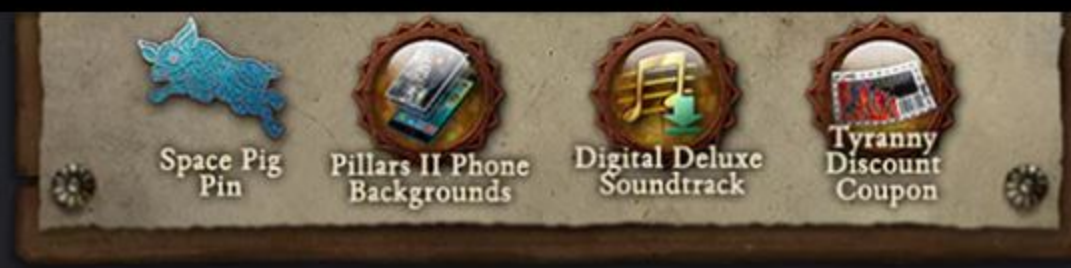 Space Pig
Pin
Pillars II Phone
Backgrounds
Digital Deluxe
Soundtrack
Tyranny
Discount
Coupon